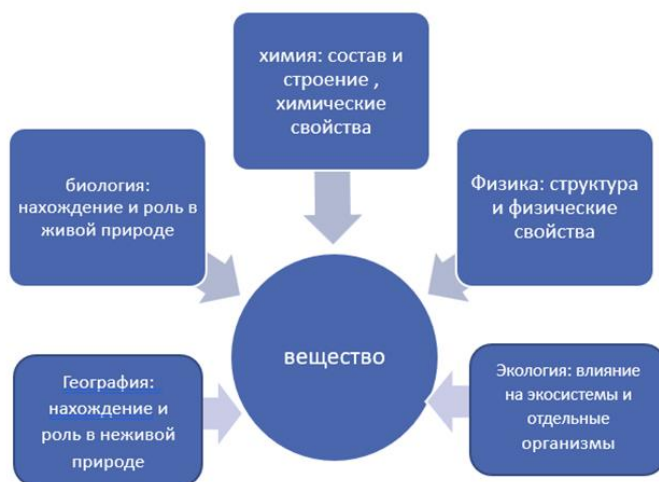 химия: состав и
строение ,
химические
свойства
биология:
нахождение и роль в
живой природе
Физика: структура
и физические
свойства
вещество
География:
нахождение и
роль в неживой
природе
Экология: влияние
на экосистемы и
отдельные
организмы